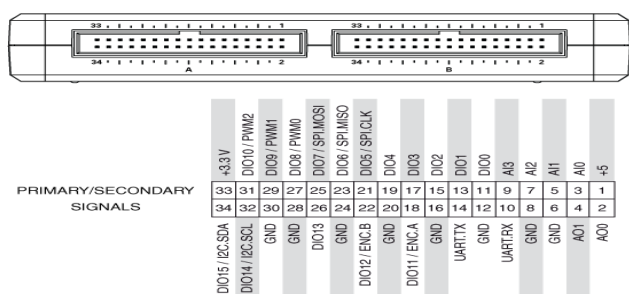 33 1 33 1
34 2 34 2
A B
+3.3 V DIO10 / PWM2 DIO9 / PWM1 DIO8 / PWM0 DIO7 / SPI.MOSI DIO6 / SPI.MISO DIO5 / SPI.CLK DIO4 DIO3 DIO2 DIO1 DIO0 AI3 AI2 AI1 AI0 +5
PRIMARY/SECONDARY 33 31 29 27 25 23 21 19 17 15 13 11 9 7 5 3 1
SIGNALS 34 32 30 28 26 24 22 20 18 16 14 12 10 8 6 4 2
DIO15 / I2C.SDA DIO14 / I2C.SCL GND GND DIO13 GND DIO12 / ENC.B GND DIO11 / ENC.A GND UART.TX GND UART.RX GND GND AO1 AO0